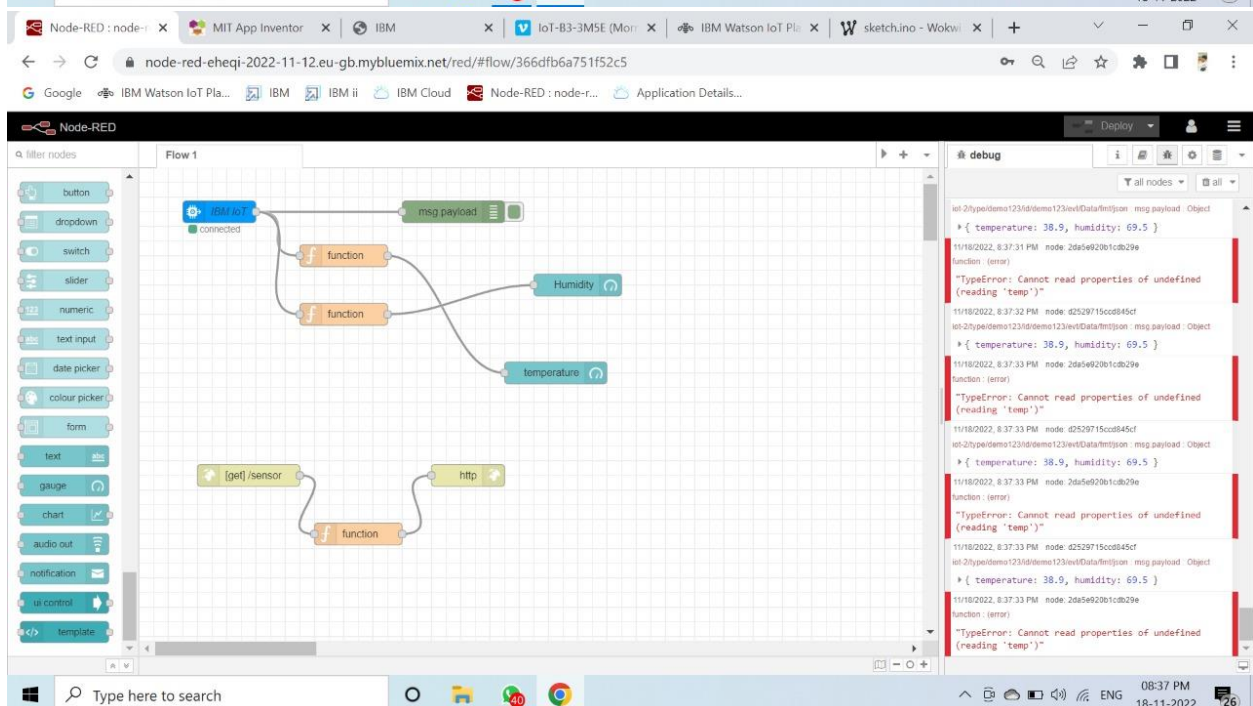 18-11-2022
Node-RED : node-r
MIT App Inventor
IBM
IoT-B3-3M5E (Morr
IBM Watson IoT Pla
sketch.ino - Wokwi
node-red-eheqi-2022-11-12.eu-gb.mybluemix.net/red/#flow/366dfb6a751f52c5
Google
IBM Watson IoT Pla...
IBM
IBM ii
IBM Cloud
Node-RED : node-r...
Application Details...
Node-RED
Deploy
filter nodes
Flow 1
debug
all nodes
all
button
dropdown
switch
slider
numeric
text input
date picker
colour picker
form
text
gauge
chart
audio out
notification
ui control
template
IBM IoT
connected
msg.payload
function
Humidity
function
temperature
[get] /sensor
http
function
iot-2/type/demo123/id/demo123/evt/Data/fmt/json : msg.payload : Object
{ temperature: 38.9, humidity: 69.5 }
11/18/2022, 8:37:31 PM node: 2da5e920b1cdb29e
function : (error)
"TypeError: Cannot read properties of undefined
(reading 'temp')"
11/18/2022, 8:37:32 PM node: d2529715ccd845cf
iot-2/type/demo123/id/demo123/evt/Data/fmt/json : msg.payload : Object
{ temperature: 38.9, humidity: 69.5 }
11/18/2022, 8:37:33 PM node: 2da5e920b1cdb29e
function : (error)
"TypeError: Cannot read properties of undefined
(reading 'temp')"
11/18/2022, 8:37:33 PM node: d2529715ccd845cf
iot-2/type/demo123/id/demo123/evt/Data/fmt/json : msg.payload : Object
{ temperature: 38.9, humidity: 69.5 }
11/18/2022, 8:37:33 PM node: 2da5e920b1cdb29e
function : (error)
"TypeError: Cannot read properties of undefined
(reading 'temp')"
11/18/2022, 8:37:33 PM node: d2529715ccd845cf
iot-2/type/demo123/id/demo123/evt/Data/fmt/json : msg.payload : Object
{ temperature: 38.9, humidity: 69.5 }
11/18/2022, 8:37:33 PM node: 2da5e920b1cdb29e
function : (error)
"TypeError: Cannot read properties of undefined
(reading 'temp')"
Type here to search
40
ENG
08:37 PM
18-11-2022
26